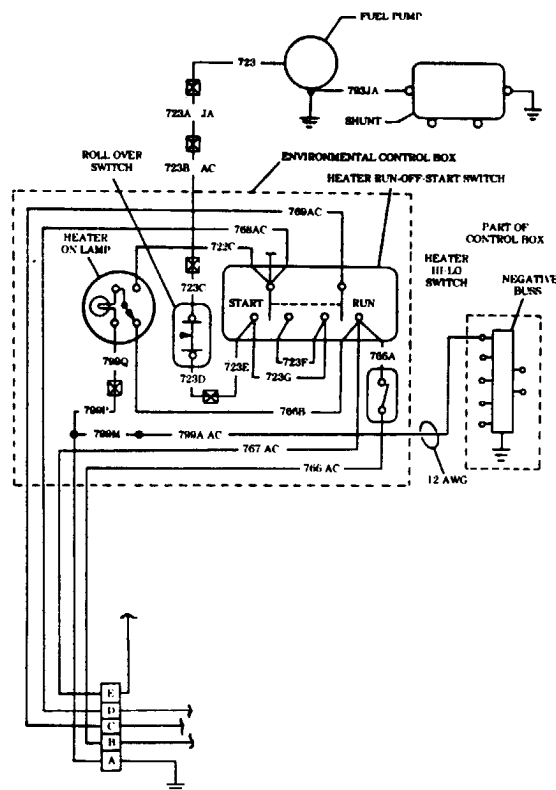 FUEL PUMP
723
793JA
723A JA
SHUNT
ROLL OVER
SWITCH
723B AC
ENVIRONMENTAL CONTROL BOX
HEATER RUN-OFF-START SWITCH
769AC
768AC
PART OF
CONTROL BOX
HEATER
ON LAMP
722C
HEATER
HI-LO
SWITCH
NEGATIVE
BUSS
723C
START
RUN
799Q
723D
723E
723F
723G
766A
799P
766B
799M
799A AC
767 AC
766 AC
12 AWG
E
D
C
B
A